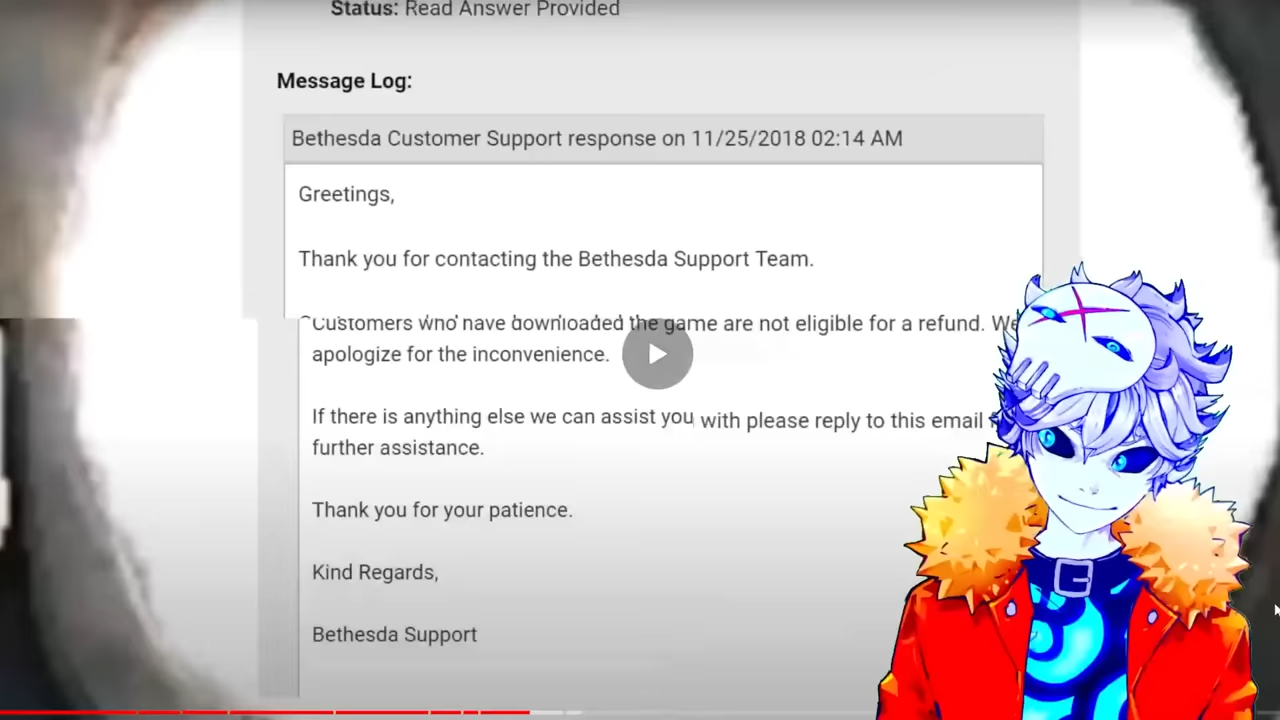 Status: Read Answer Provided
Message Log:
Bethesda Customer Support response on 11/25/2018 02:14 AM
Greetings,
Thank you for contacting the Bethesda Support Team.
Customers who have downloaded the game are not eligible for a refund. We
apologize for the inconvenience.
If there is anything else we can assist you with please reply to this email
further assistance.
Thank you for your patience.
Kind Regards,
Bethesda Support